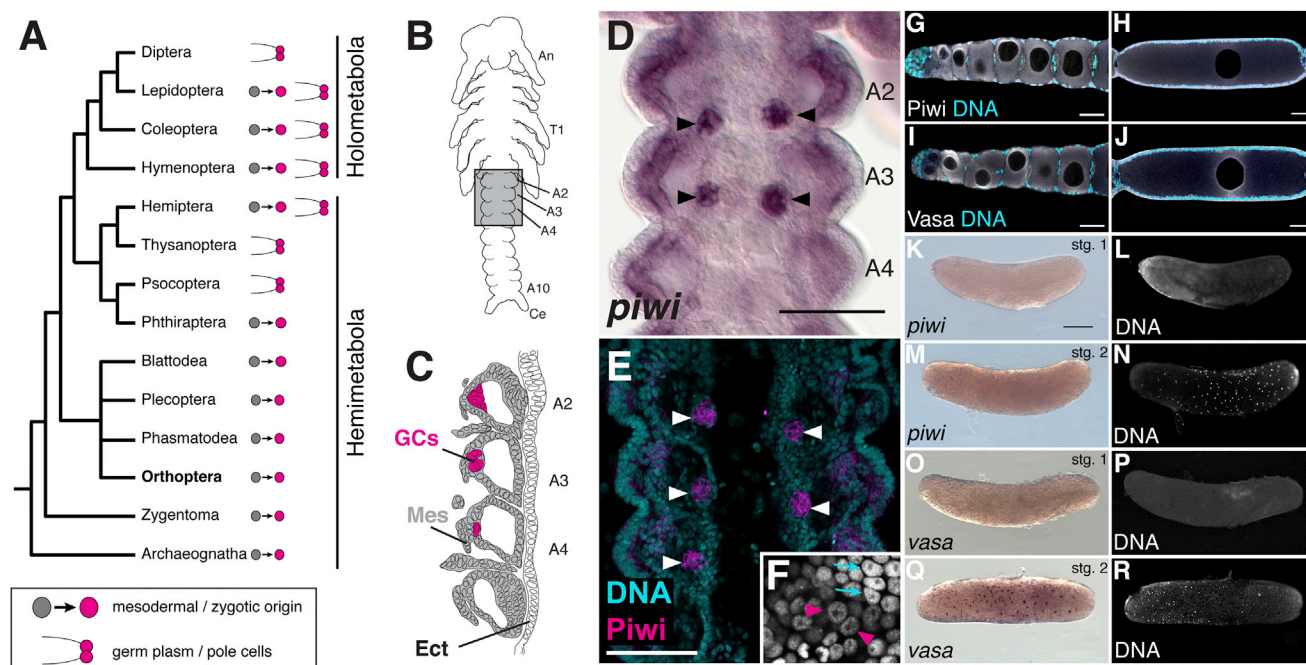 A
Diptera
Lepidoptera
Coleoptera
Hymenoptera
Hemiptera
Thysanoptera
Psocoptera
Phthiraptera
Blattodea
Plecoptera
Phasmatodea
Orthoptera
Zygentoma
Archaeognatha
Holometabola
Hemimetabola
mesodermal / zygotic origin
germ plasm / pole cells
B
An
T1
A2
A3
A4
A10
Ce
C
A2
GCs
A3
Mes
A4
Ect
D
A2
A3
A4
piwi
E
DNA
Piwi
F
G
Piwi DNA
H
I
Vasa DNA
J
K
stg. 1
piwi
L
DNA
M
stg. 2
piwi
N
DNA
O
stg. 1
vasa
P
DNA
Q
stg. 2
vasa
R
DNA